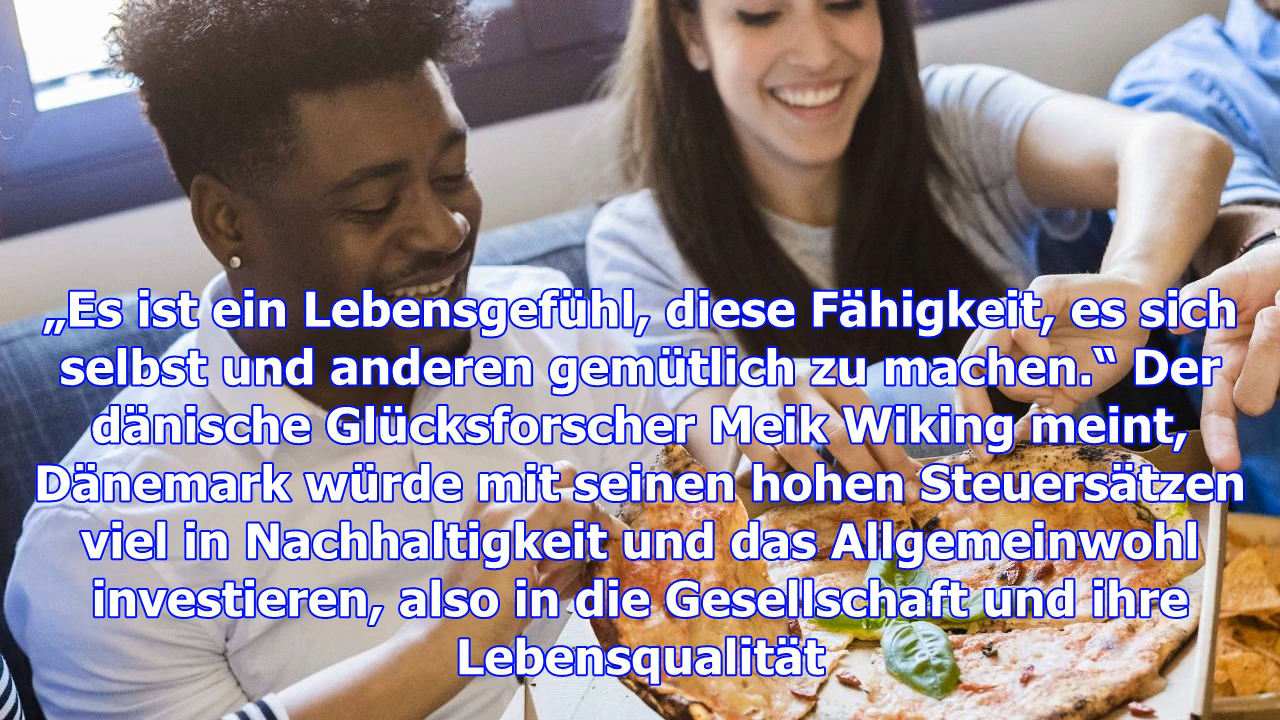 „Es ist ein Lebensgefühl, diese Fähigkeit, es sich
selbst und anderen gemütlich zu machen.“ Der
dänische Glücksforscher Meik Wiking meint,
Dänemark würde mit seinen hohen Steuersätzen
viel in Nachhaltigkeit und das Allgemeinwohl
investieren, also in die Gesellschaft und ihre
Lebensqualität